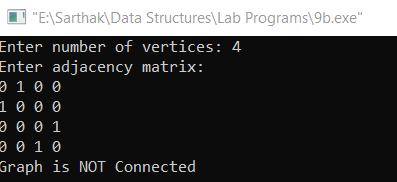 "E:\Sarthak\Data Structures\Lab Programs\9b.exe"
Enter number of vertices: 4
Enter adjacency matrix:
0 1 0 0
1 0 0 0
0 0 0 1
0 0 1 0
Graph is NOT Connected